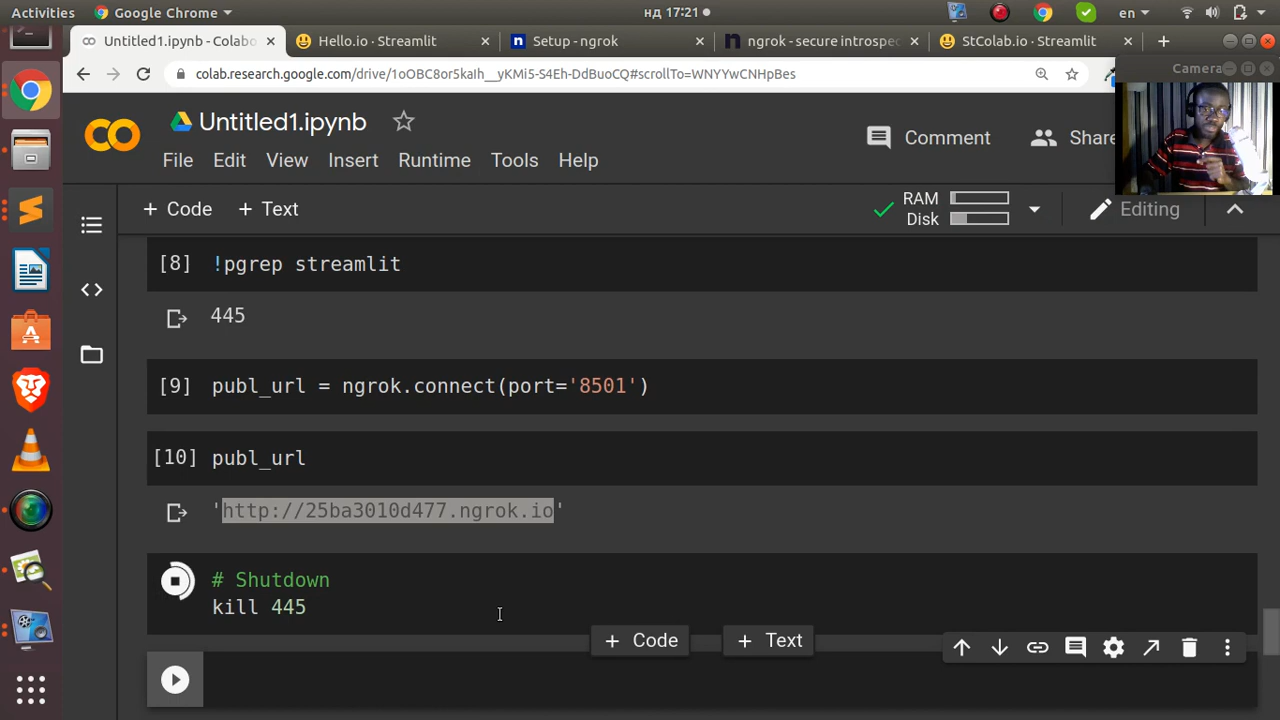 Activities
Google Chrome
нд 17:21
en
Untitled1.ipynb - Colabo
Hello.io · Streamlit
Setup - ngrok
ngrok - secure introspec
StColab.io · Streamlit
colab.research.google.com/drive/1oOBC8or5kaIh__yKMi5-S4Eh-DdBuoCQ#scrollTo=WNYYwCNHpBes
Camera
Untitled1.ipynb
Comment
Share
File Edit View Insert Runtime Tools Help
+ Code + Text
RAM
Disk
Editing
[8] !pgrep streamlit
445
[9] publ_url = ngrok.connect(port='8501')
[10] publ_url
'http://25ba3010d477.ngrok.io'
# Shutdown
kill 445
+ Code + Text